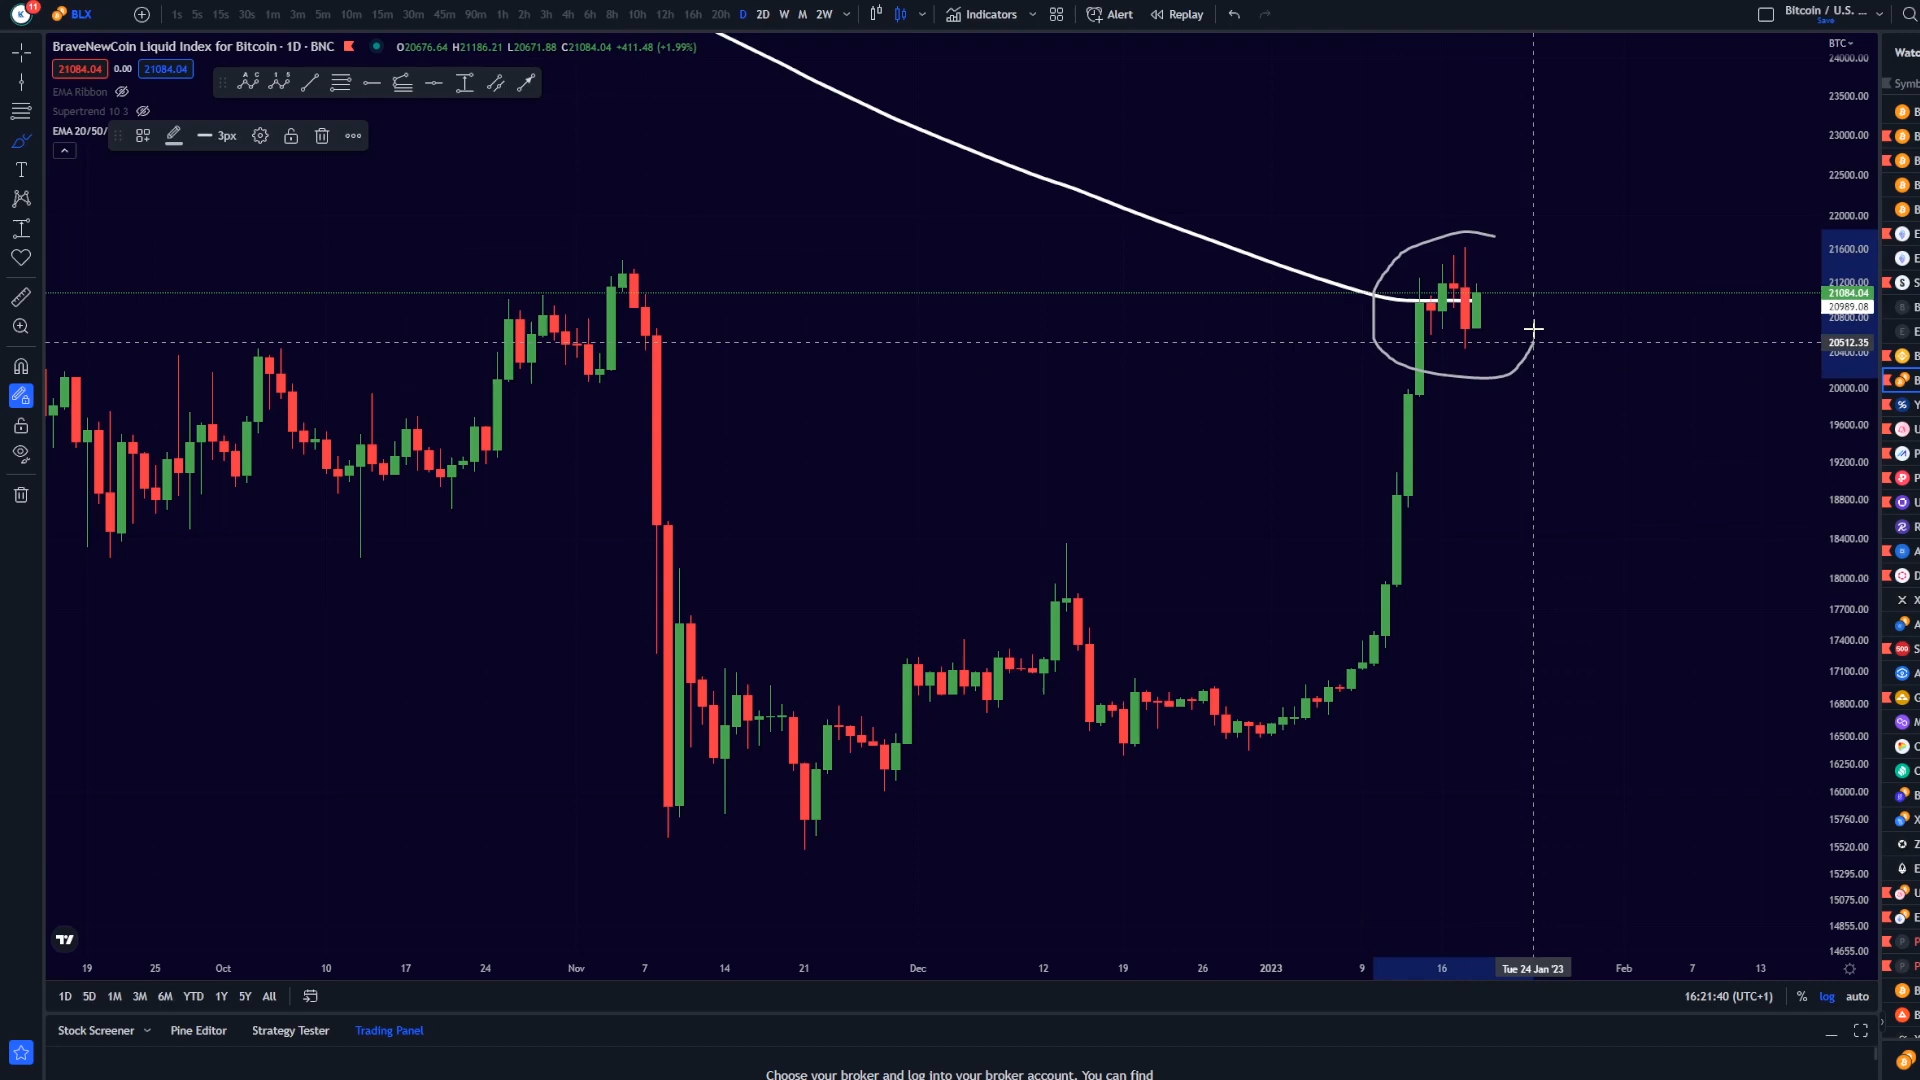 11
BLX
1s 5s 15s 30s 1m 3m 5m 10m 15m 30m 45m 90m 1h 2h 3h 4h 6h 8h 10h 12h 16h 20h D 2D W M 2W
Indicators
Alert
Replay
Bitcoin / U.S. ...
Save
BraveNewCoin Liquid Index for Bitcoin · 1D · BNC
O20676.64 H21186.21 L20671.88 C21084.04 +411.48 (+1.99%)
21084.04 0.00 21084.04
EMA Ribbon
Supertrend 10 3
EMA 20/50/
3px
BTC
24000.00
23500.00
23000.00
22500.00
22000.00
21600.00
21200.00
21084.04
20989.08
20800.00
20512.35
20400.00
20000.00
19600.00
19200.00
18800.00
18400.00
18000.00
17700.00
17400.00
17100.00
16800.00
16500.00
16250.00
16000.00
15760.00
15520.00
15295.00
15075.00
14855.00
14655.00
19 25 Oct 10 17 24 Nov 7 14 21 Dec 12 19 26 2023 9 16 Tue 24 Jan '23 Feb 7 13
1D 5D 1M 3M 6M YTD 1Y 5Y All
16:21:40 (UTC+1) % log auto
Stock Screener Pine Editor Strategy Tester Trading Panel
Choose your broker and log into your broker account. You can find